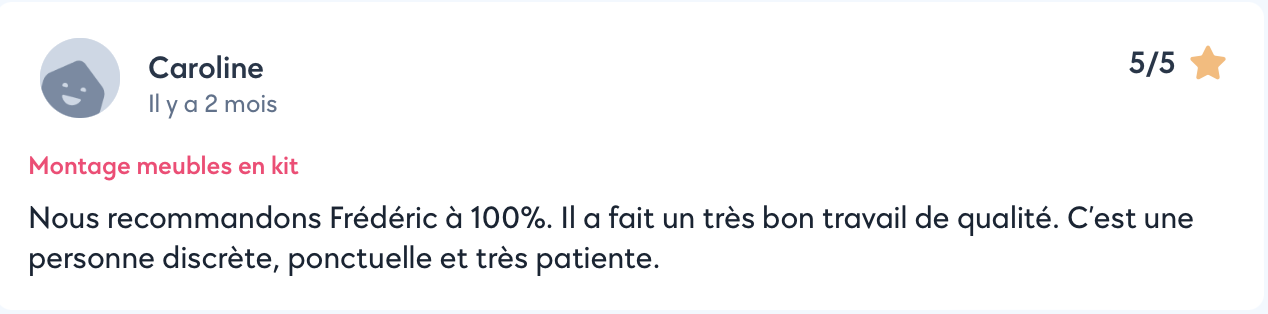 Caroline
5/5
Il y a 2 mois
Montage meubles en kit
Nous recommandons Frédéric à 100%. Il a fait un très bon travail de qualité. C'est une
personne discrète, ponctuelle et très patiente.